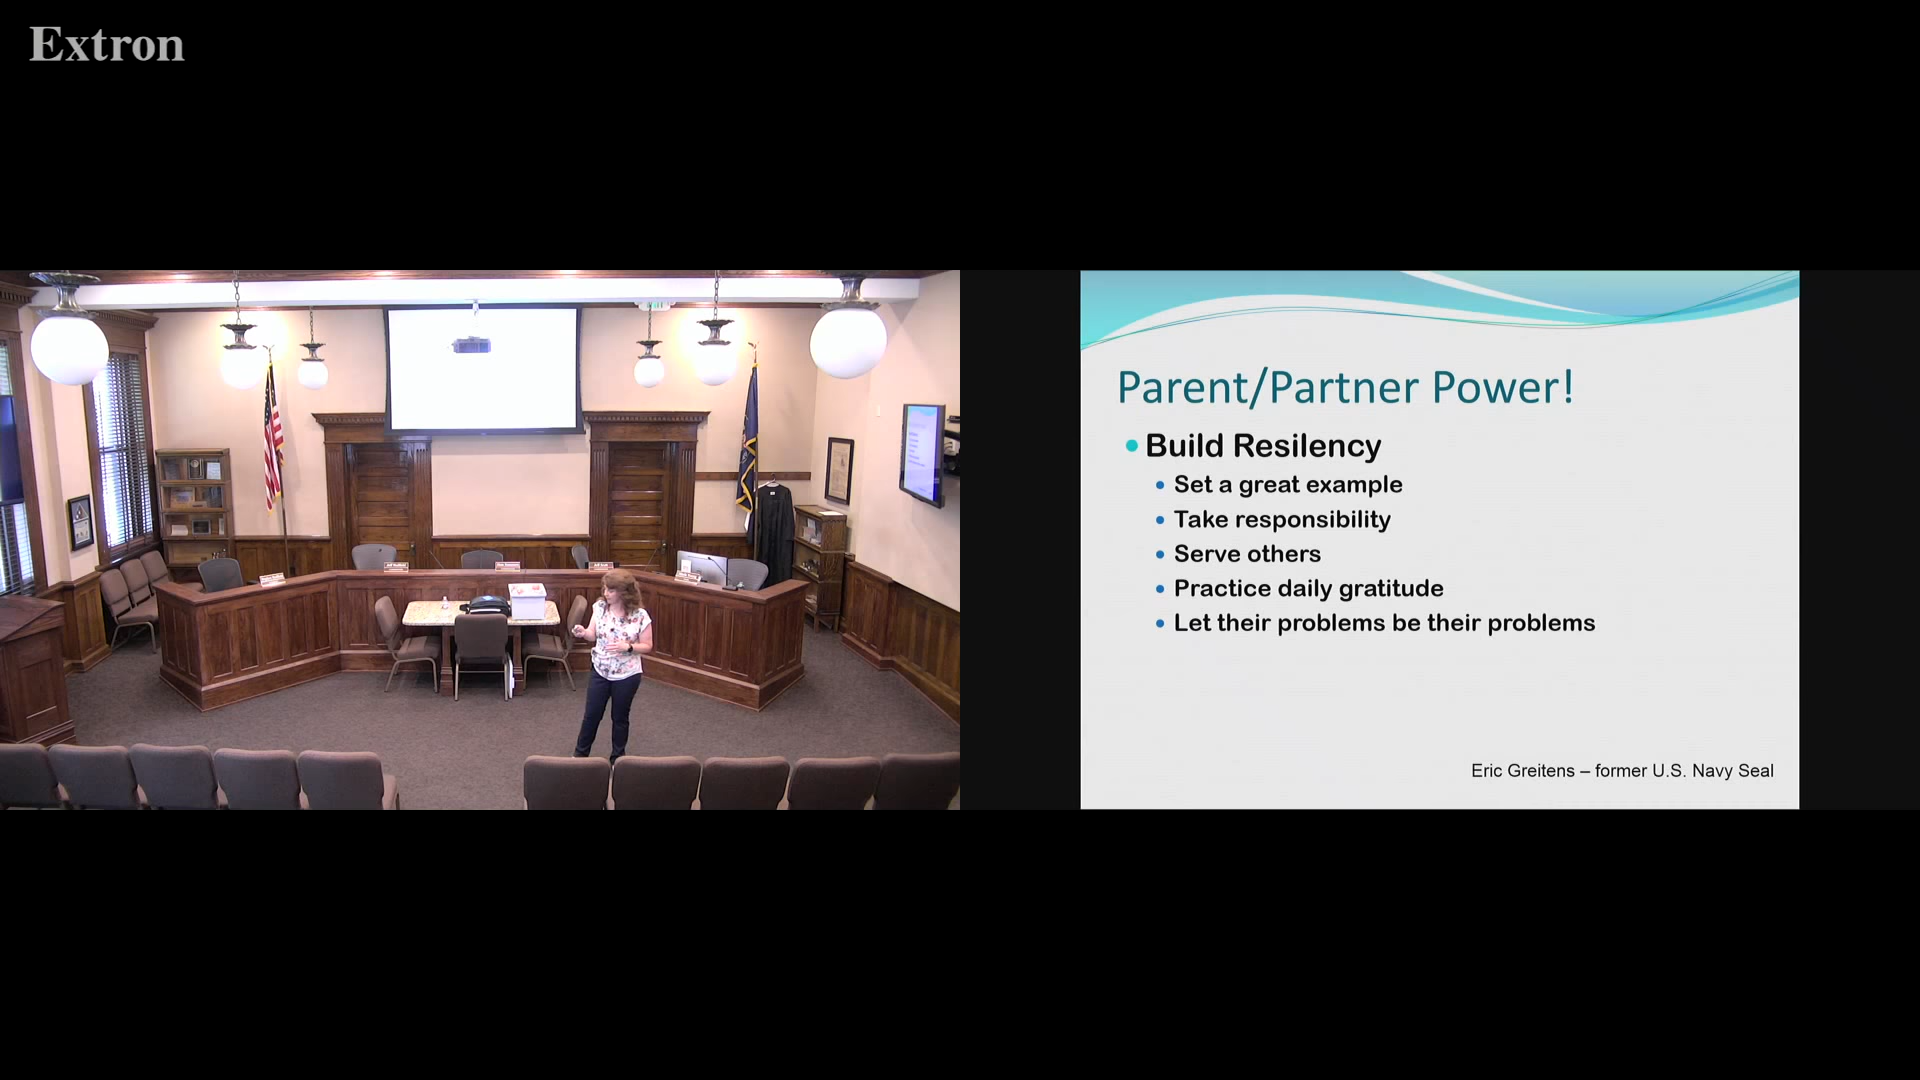 Extron
Parent/Partner Power!
Build Resilency
Set a great example
Take responsibility
Serve others
Practice daily gratitude
Let their problems be their problems
Eric Greitens – former U.S. Navy Seal